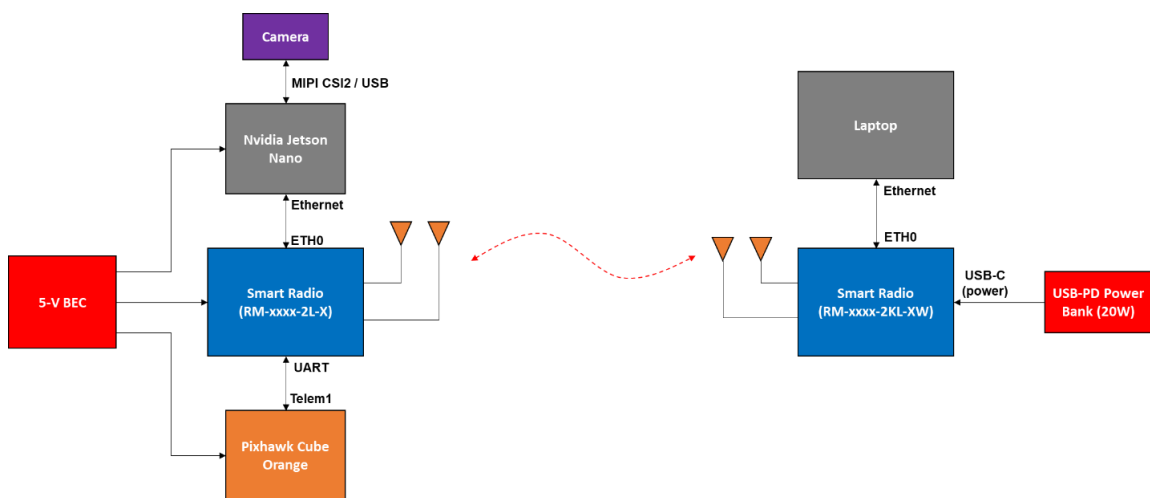 Camera
MIPI CSI2 / USB
Nvidia Jetson
Nano
Ethernet
ETH0
5-V BEC
Smart Radio
(RM-xxxx-2L-X)
UART
Telem1
Pixhawk Cube
Orange
Laptop
Ethernet
ETH0
Smart Radio
(RM-xxxx-2KL-XW)
USB-C
(power)
USB-PD Power
Bank (20W)